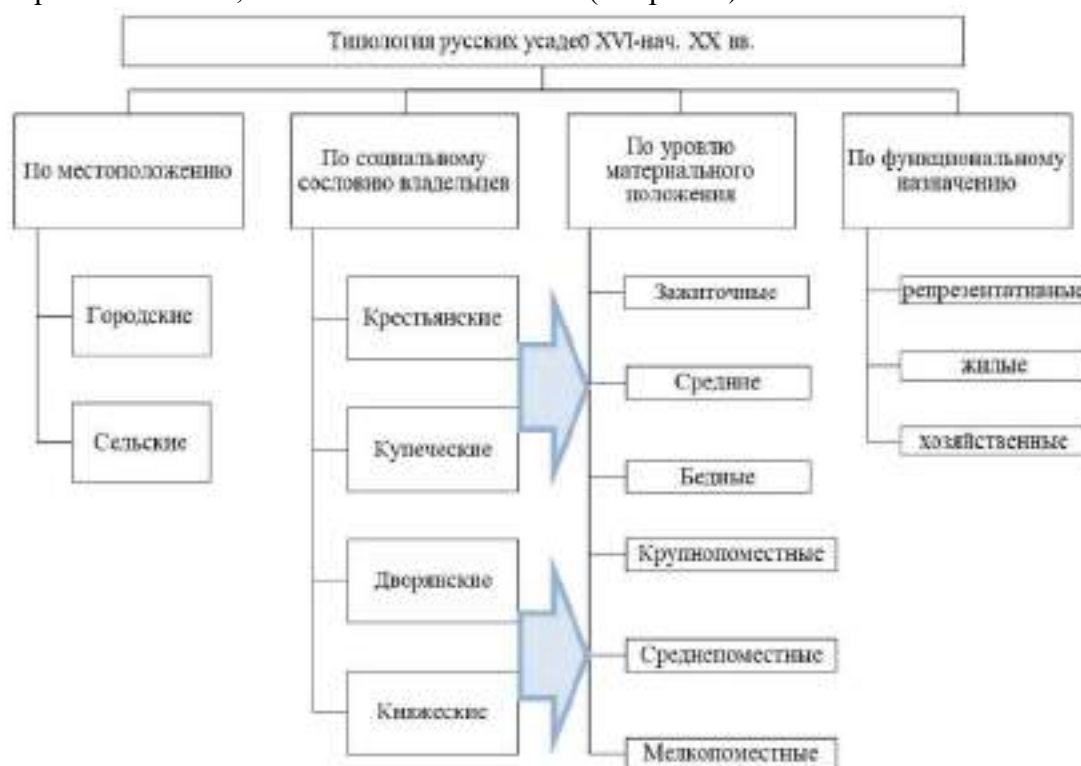 Типология русских усадеб XVI-нач. XX вв.
По местоположению
Городские
Сельские
По социальному
сословию владельцев
Крестьянские
Купеческие
Дворянские
Княжеские
По уровлю
материального
положения
Зажиточные
Средние
Бедные
Крупнопоместные
Среднепоместные
Мелкопоместные
По функциональному
назначению
репрезентативные
жилые
хозяйственные